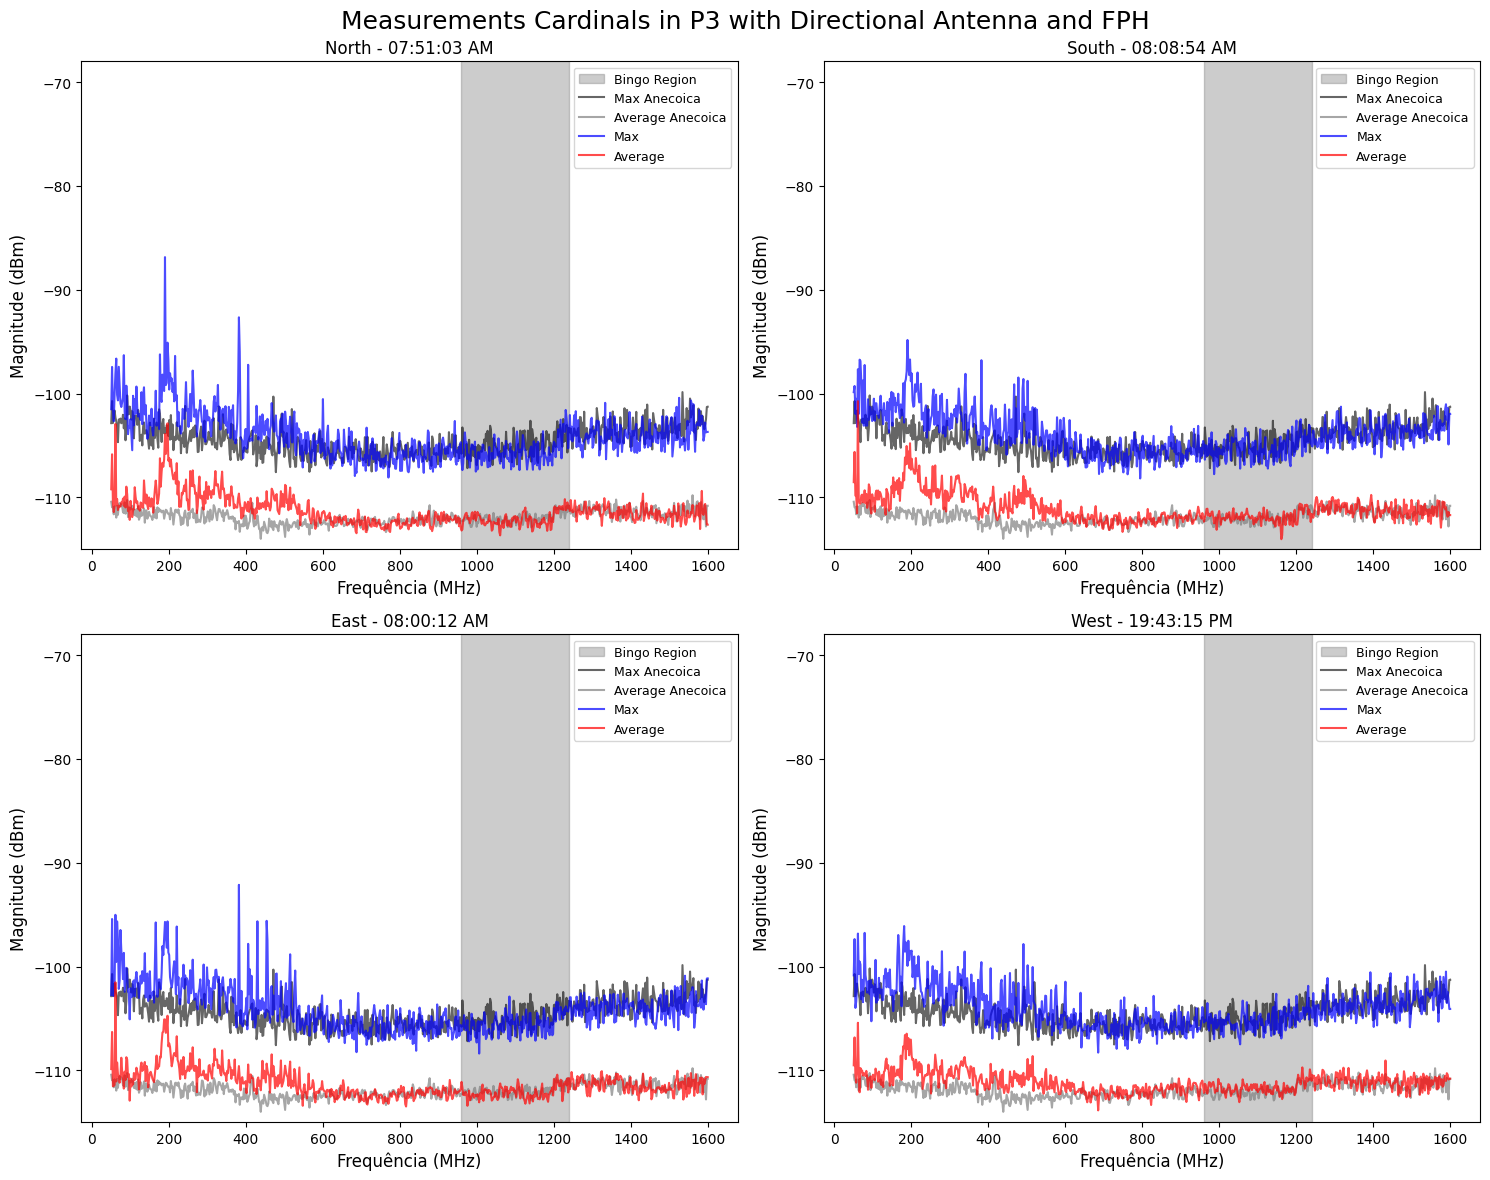 Measurements Cardinals in P3 with Directional Antenna and FPH
North - 07:51:03 AM
−70
−80
−90
−100
−110
Magnitude (dBm)
0 200 400 600 800 1000 1200 1400 1600
Frequência (MHz)
Bingo Region
Max Anecoica
Average Anecoica
Max
Average
South - 08:08:54 AM
−70
−80
−90
−100
−110
Magnitude (dBm)
0 200 400 600 800 1000 1200 1400 1600
Frequência (MHz)
Bingo Region
Max Anecoica
Average Anecoica
Max
Average
East - 08:00:12 AM
−70
−80
−90
−100
−110
Magnitude (dBm)
0 200 400 600 800 1000 1200 1400 1600
Frequência (MHz)
Bingo Region
Max Anecoica
Average Anecoica
Max
Average
West - 19:43:15 PM
−70
−80
−90
−100
−110
Magnitude (dBm)
0 200 400 600 800 1000 1200 1400 1600
Frequência (MHz)
Bingo Region
Max Anecoica
Average Anecoica
Max
Average